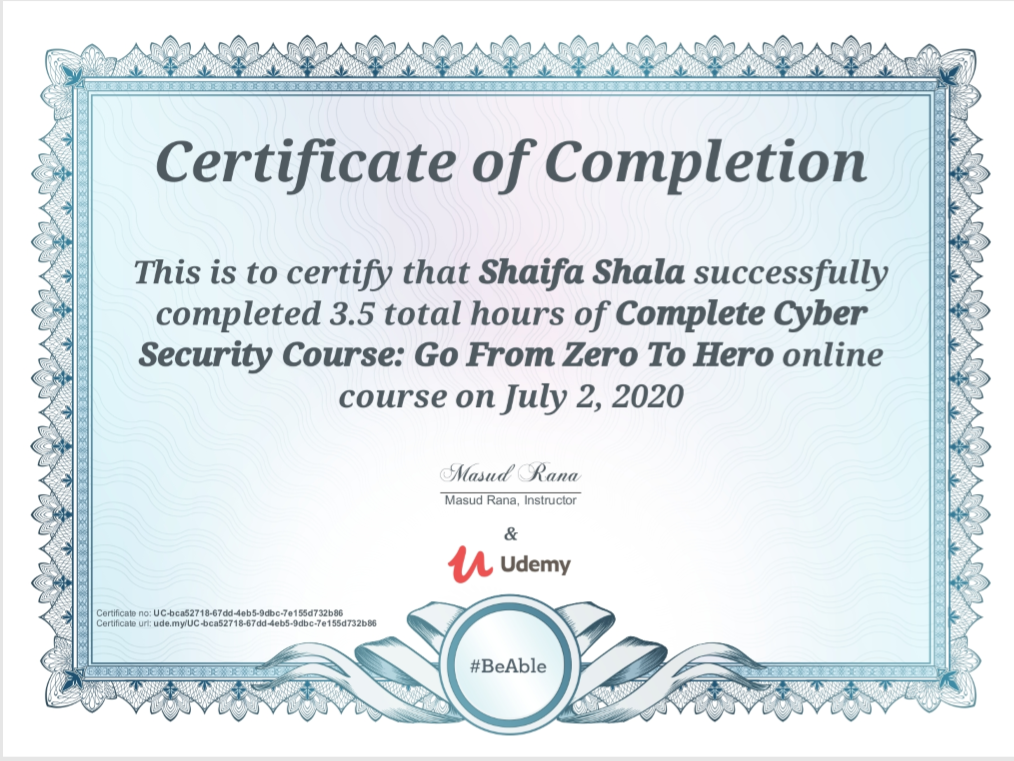 Certificate of Completion
This is to certify that Shaifa Shala successfully
completed 3.5 total hours of Complete Cyber
Security Course: Go From Zero To Hero online
course on July 2, 2020
Masud Rana
Masud Rana, Instructor
&
Udemy
Certificate no: UC-bca52718-67dd-4eb5-9dbc-7e155d732b86
Certificate url: ude.my/UC-bca52718-67dd-4eb5-9dbc-7e155d732b86
#BeAble